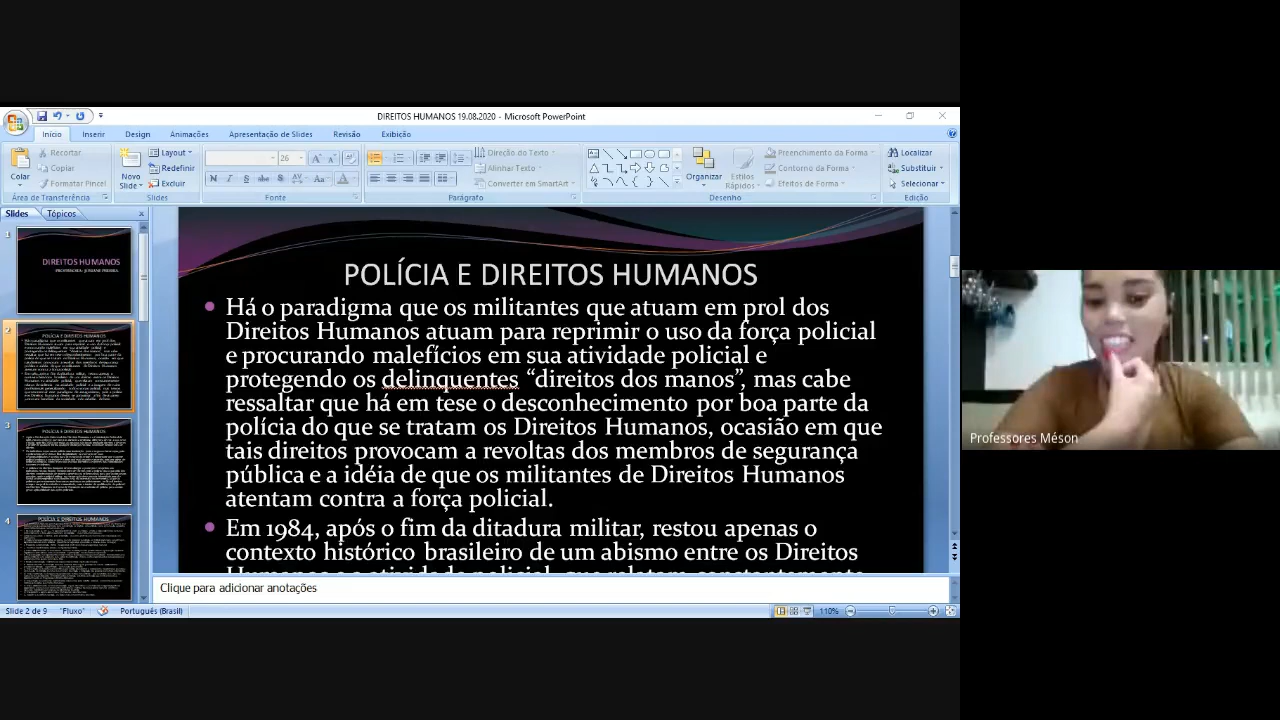 DIREITOS HUMANOS 19.08.2020 - Microsoft PowerPoint
Início Inserir Design Animações Apresentação de Slides Revisão Exibição
Colar
Recortar
Copiar
Formatar Pincel
Área de Transferência
Novo Slide
Layout
Redefinir
Excluir
Slides
26
Fonte
Direção do Texto
Alinhar Texto
Converter em SmartArt
Parágrafo
Organizar
Estilos Rápidos
Preenchimento da Forma
Contorno da Forma
Efeitos de Forma
Desenho
Localizar
Substituir
Selecionar
Edição
Slides Tópicos
1
DIREITOS HUMANOS
2
3
4
POLÍCIA E DIREITOS HUMANOS
Há o paradigma que os militantes que atuam em prol dos
Direitos Humanos atuam para reprimir o uso da força policial
reproduzindo malefícios em sua atividade policial e
protegendo os delinquentes “direitos dos manos”, mas cabe
ressaltar que há em tese o desconhecimento por boa parte da
polícia do que se tratam os Direitos Humanos, ocasião em que
tais direitos provocam a revoltas dos membros de segurança
pública e a idéia de que os militantes de Direitos Humanos
atentam contra a força policial.
Em 1984, após o fim da ditadura militar, restou apenas o
contexto histório brasileiro de um abismo entre os Direitos
Clique para adicionar anotações
Slide 2 de 9 "Fluxo" Português (Brasil) 110%
Professores Méson